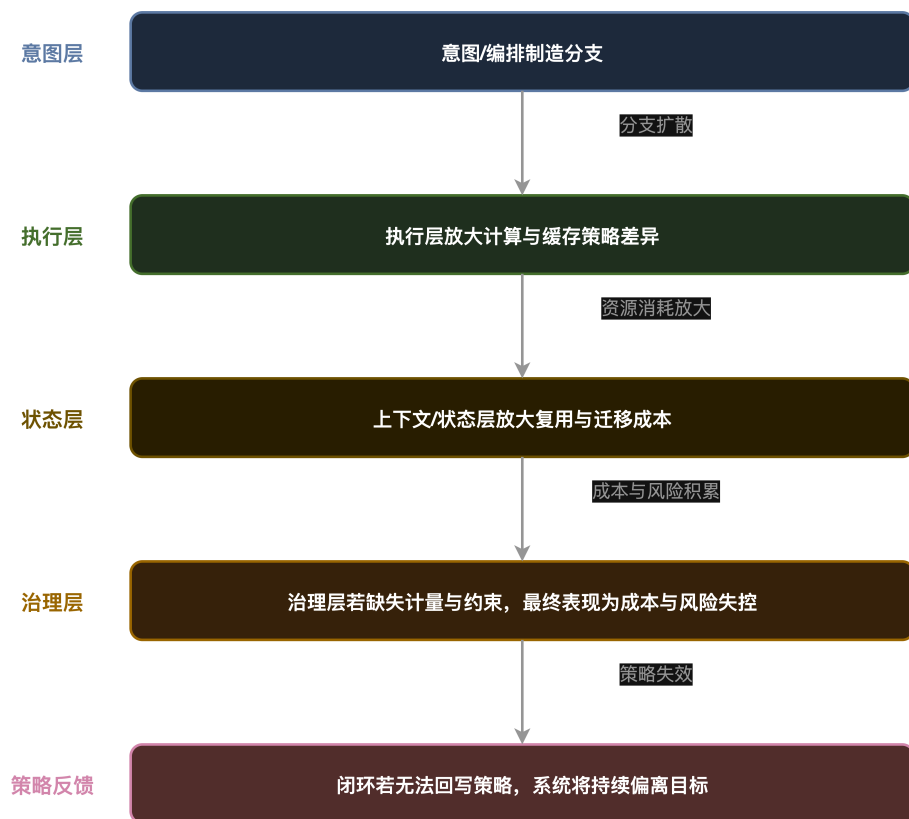 意图层
意图/编排制造分支
分支扩散
执行层
执行层放大计算与缓存策略差异
资源消耗放大
状态层
上下文/状态层放大复用与迁移成本
成本与风险积累
治理层
治理层若缺失计量与约束，最终表现为成本与风险失控
策略失效
策略反馈
闭环若无法回写策略，系统将持续偏离目标